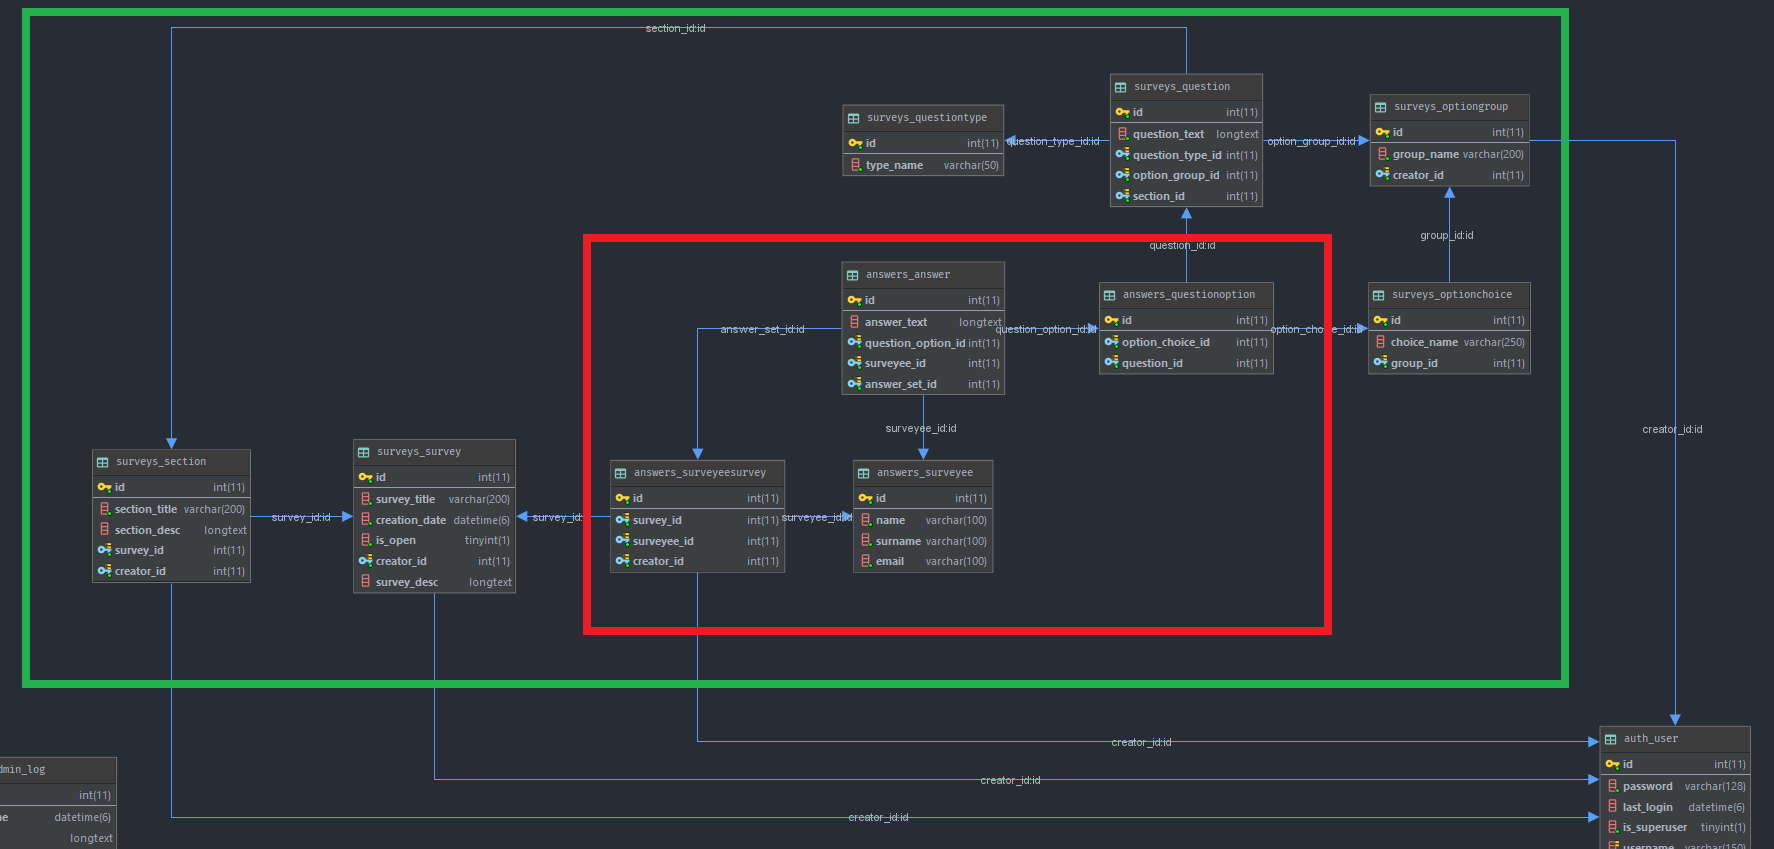 section_id:id
surveys_question
id int(11)
question_text longtext
question_type_id int(11)
option_group_id int(11)
section_id int(11)
surveys_questiontype
id int(11)
type_name varchar(50)
question_type_id:id
option_group_id:id
surveys_optiongroup
id int(11)
group_name varchar(200)
creator_id int(11)
question_id:id
group_id:id
answers_answer
id int(11)
answer_text longtext
question_option_id int(11)
surveyee_id int(11)
answer_set_id int(11)
answer_set_id:id
question_option_id:id
answers_questionoption
id int(11)
option_choice_id int(11)
question_id int(11)
option_choice_id:id
surveys_optionchoice
id int(11)
choice_name varchar(250)
group_id int(11)
surveyee_id:id
creator_id:id
surveys_section
id int(11)
section_title varchar(200)
section_desc longtext
survey_id int(11)
creator_id int(11)
survey_id:id
surveys_survey
id int(11)
survey_title varchar(200)
creation_date datetime(6)
is_open tinyint(1)
creator_id int(11)
survey_desc longtext
survey_id:
answers_surveyeesurvey
id int(11)
survey_id int(11)
surveyee_id int(11)
creator_id int(11)
surveyee_id:id
answers_surveyee
id int(11)
name varchar(100)
surname varchar(100)
email varchar(100)
creator_id:id
creator_id:id
creator_id:id
auth_user
id int(11)
password varchar(128)
last_login datetime(6)
is_superuser tinyint(1)
username varchar(150)
dmin_log
int(11)
e datetime(6)
longtext